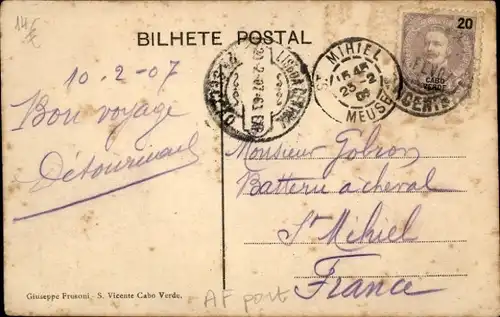 BILHETE POSTAL
20
CABO
VERDE
ST MIHIEL
MEUSE
10-2-07
Bon voyage
Monsieur Golron
Batterie à cheval
St Mihiel
France
Giuseppe Frusoni - S. Vicente Cabo Verde.
AF port